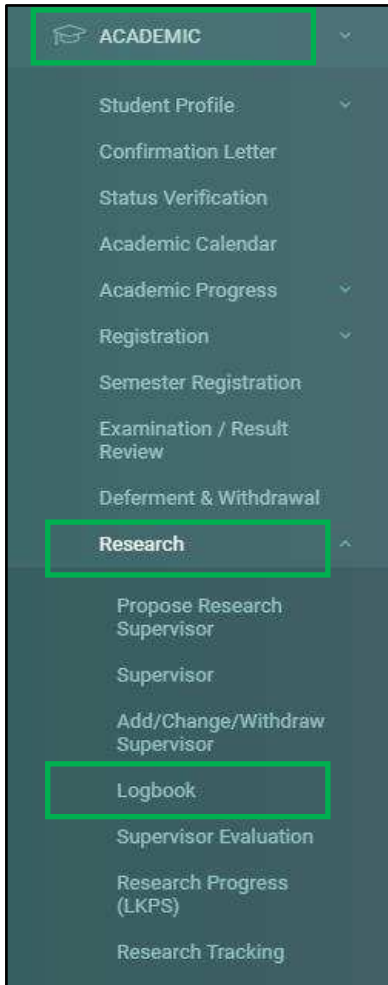 ACADEMIC
Student Profile
Confirmation Letter
Status Verification
Academic Calendar
Academic Progress
Registration
Semester Registration
Examination / Result
Review
Deferment & Withdrawal
Research
Propose Research
Supervisor
Supervisor
Add/Change/Withdraw
Supervisor
Logbook
Supervisor Evaluation
Research Progress
(LKPS)
Research Tracking